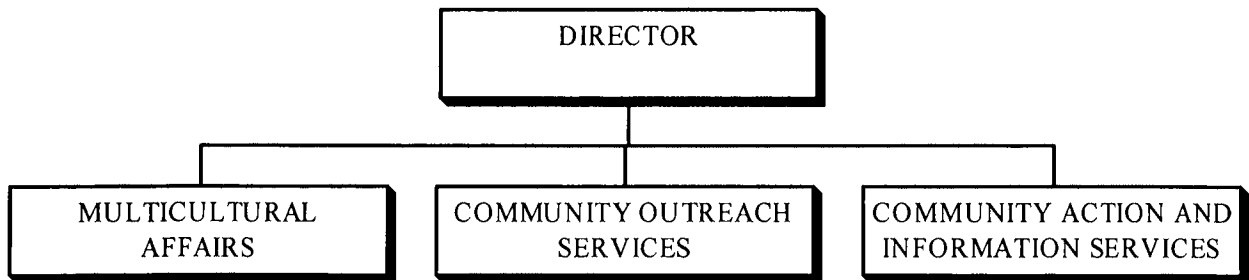 DIRECTOR
MULTICULTURAL
AFFAIRS
COMMUNITY OUTREACH
SERVICES
COMMUNITY ACTION AND
INFORMATION SERVICES